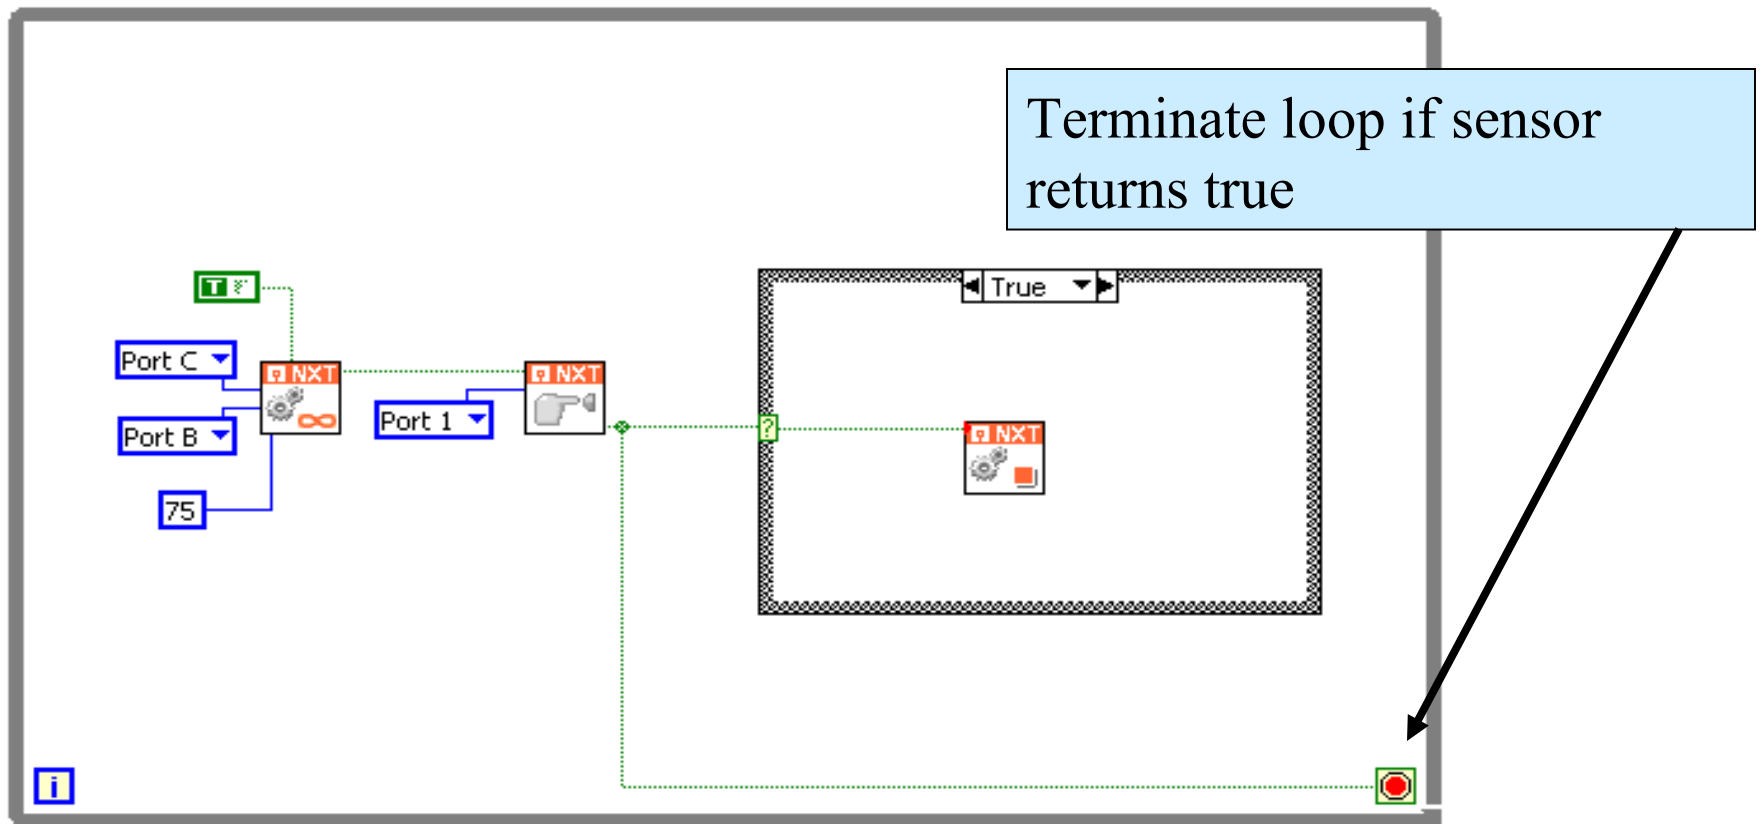 Terminate loop if sensor
returns true
T
True
Port C
NXT
NXT
Port B
Port 1
?
NXT
75
i